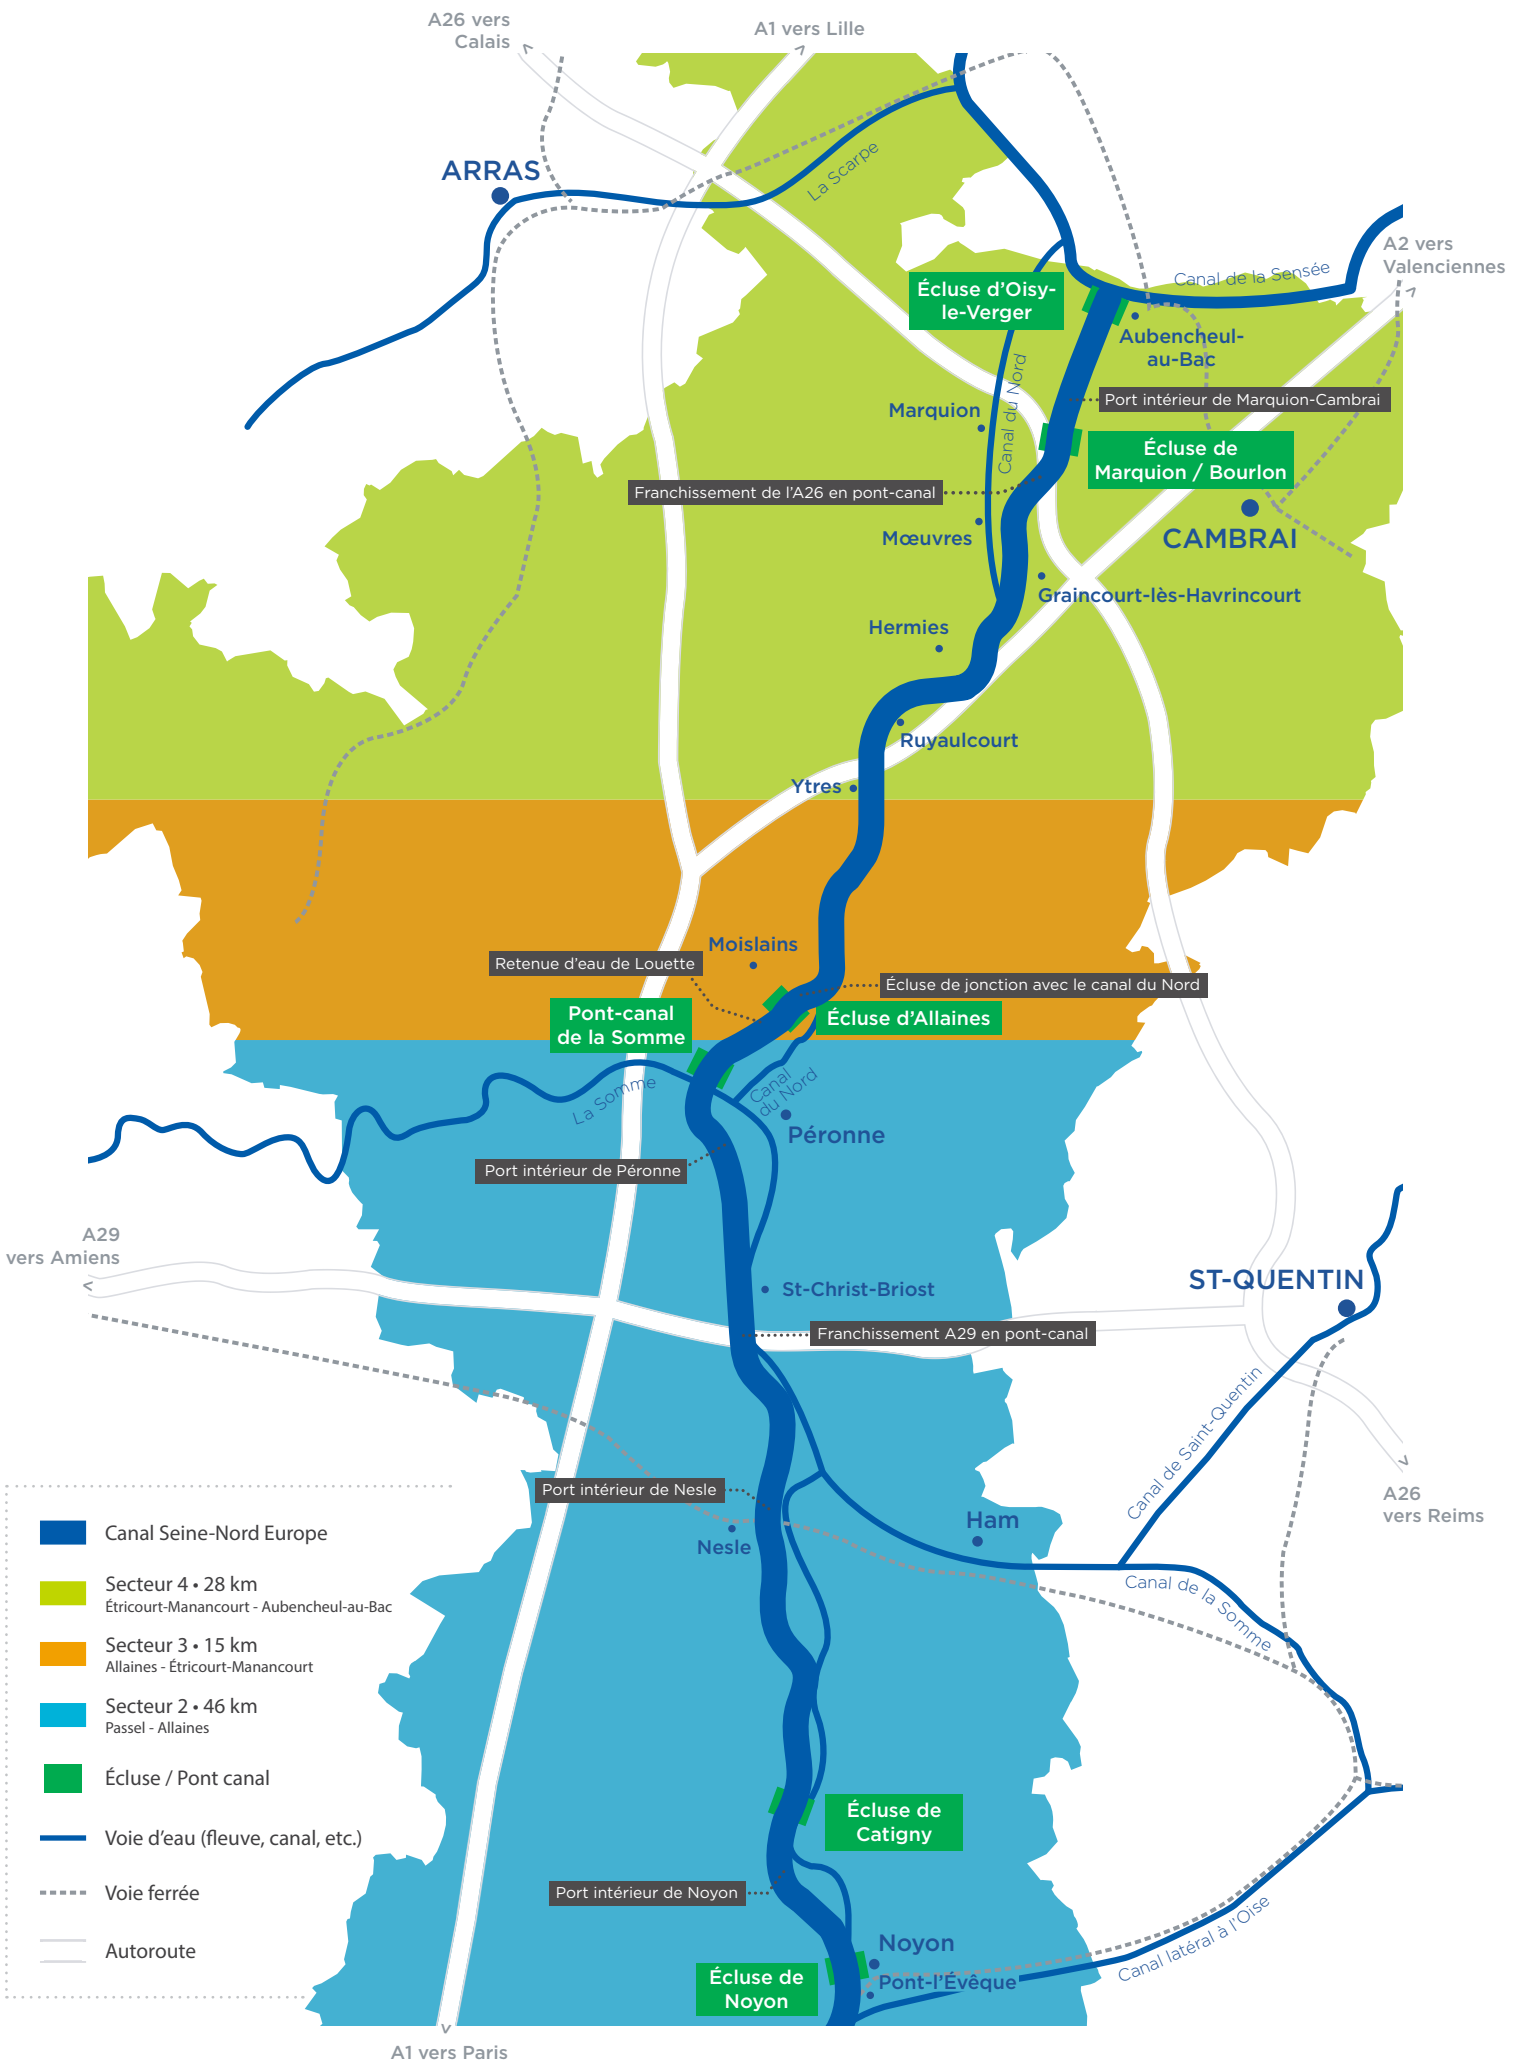 A26 vers
Calais
A1 vers Lille
ARRAS
La Scarpe
A2 vers
Valenciennes
Canal de la Sensée
Écluse d'Oisy-
le-Verger
Aubencheul-
au-Bac
Canal du Nord
Port intérieur de Marquion-Cambrai
Marquion
Écluse de
Marquion / Bourlon
Franchissement de l'A26 en pont-canal
Mœuvres
CAMBRAI
Graincourt-lès-Havrincourt
Hermies
Ruyaulcourt
Ytres
Moislains
Retenue d'eau de Louette
Écluse de jonction avec le canal du Nord
Pont-canal
de la Somme
Écluse d'Allaines
La Somme
Canal
du Nord
Péronne
Port intérieur de Péronne
A29
vers Amiens
St-Christ-Briost
ST-QUENTIN
Franchissement A29 en pont-canal
Canal de Saint-Quentin
Port intérieur de Nesle
A26
vers Reims
Ham
Nesle
Canal de la Somme
Canal Seine-Nord Europe
Secteur 4 • 28 km
Étricourt-Manancourt - Aubencheul-au-Bac
Secteur 3 • 15 km
Allaines - Étricourt-Manancourt
Secteur 2 • 46 km
Passel - Allaines
Écluse / Pont canal
Voie d'eau (fleuve, canal, etc.)
Voie ferrée
Autoroute
Écluse de
Catigny
Port intérieur de Noyon
Canal latéral à l'Oise
Noyon
Pont-l'Évêque
Écluse de
Noyon
A1 vers Paris